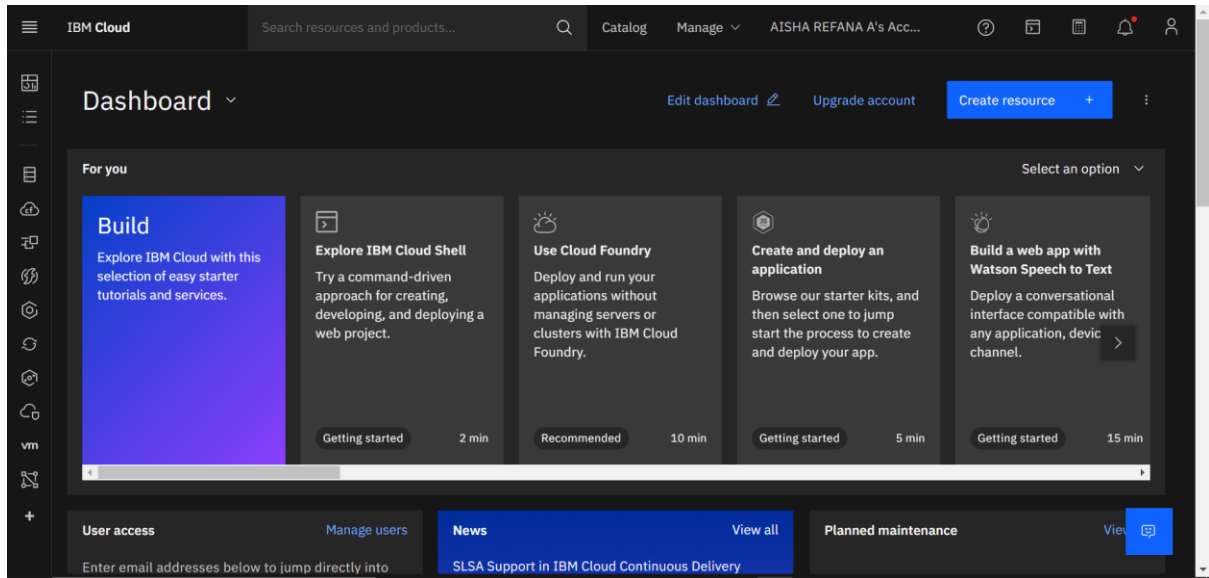 IBM Cloud
Search resources and products...
Catalog
Manage
AISHA REFANA A's Acc...
Dashboard
Edit dashboard
Upgrade account
Create resource +
For you
Select an option
Build
Explore IBM Cloud with this
selection of easy starter
tutorials and services.
Explore IBM Cloud Shell
Try a command-driven
approach for creating,
developing, and deploying a
web project.
Getting started
2 min
Use Cloud Foundry
Deploy and run your
applications without
managing servers or
clusters with IBM Cloud
Foundry.
Recommended
10 min
Create and deploy an
application
Browse our starter kits, and
then select one to jump
start the process to create
and deploy your app.
Getting started
5 min
Build a web app with
Watson Speech to Text
Deploy a conversational
interface compatible with
any application, devic
channel.
Getting started
15 min
vm
User access
Manage users
Enter email addresses below to jump directly into
News
View all
SLSA Support in IBM Cloud Continuous Delivery
Planned maintenance